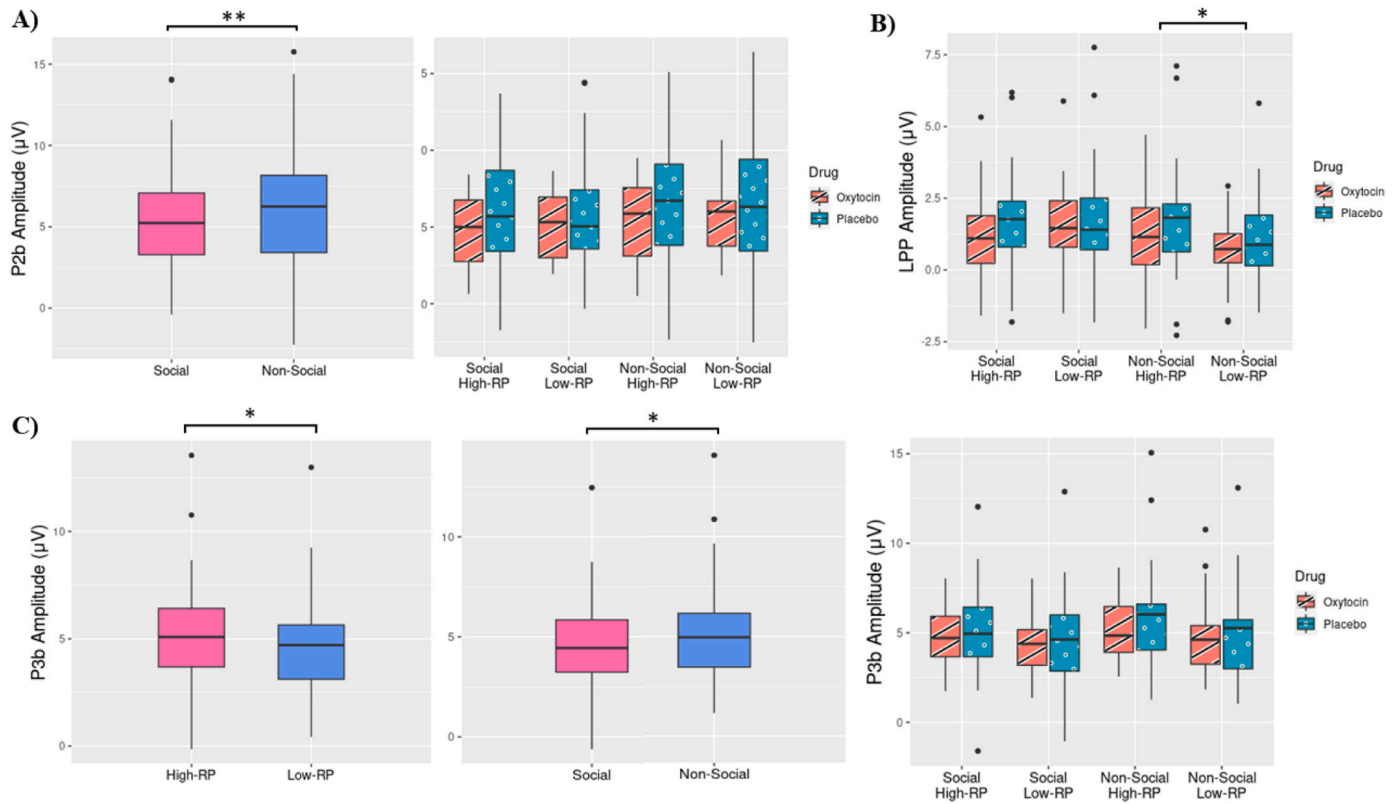 A)
**
P2b Amplitude (µV)
15
10
5
0
Social
Non-Social
5
0
5
0
Social
High-RP
Social
Low-RP
Non-Social
High-RP
Non-Social
Low-RP
Drug
Oxytocin
Placebo
B)
*
LPP Amplitude (µV)
7.5
5.0
2.5
0.0
-2.5
Social
High-RP
Social
Low-RP
Non-Social
High-RP
Non-Social
Low-RP
Drug
Oxytocin
Placebo
C)
*
P3b Amplitude (µV)
10
5
0
High-RP
Low-RP
*
10
5
0
Social
Non-Social
P3b Amplitude (µV)
15
10
5
0
Social
High-RP
Social
Low-RP
Non-Social
High-RP
Non-Social
Low-RP
Drug
Oxytocin
Placebo